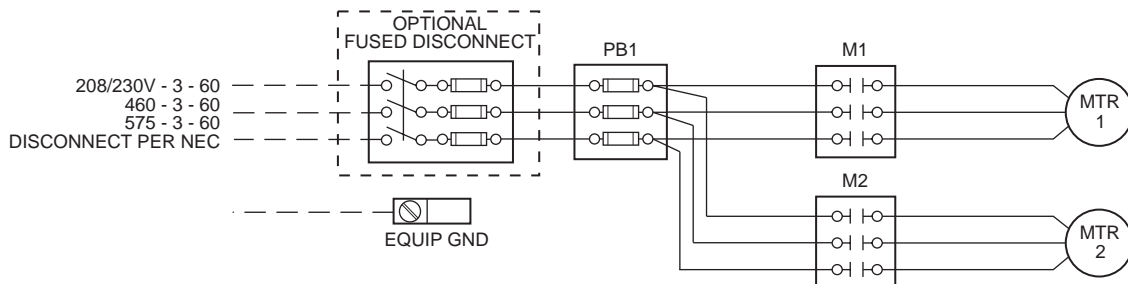 OPTIONAL
FUSED DISCONNECT
PB1
M1
208/230V - 3 - 60
460 - 3 - 60
575 - 3 - 60
DISCONNECT PER NEC
MTR
1
M2
EQUIP GND
MTR
2